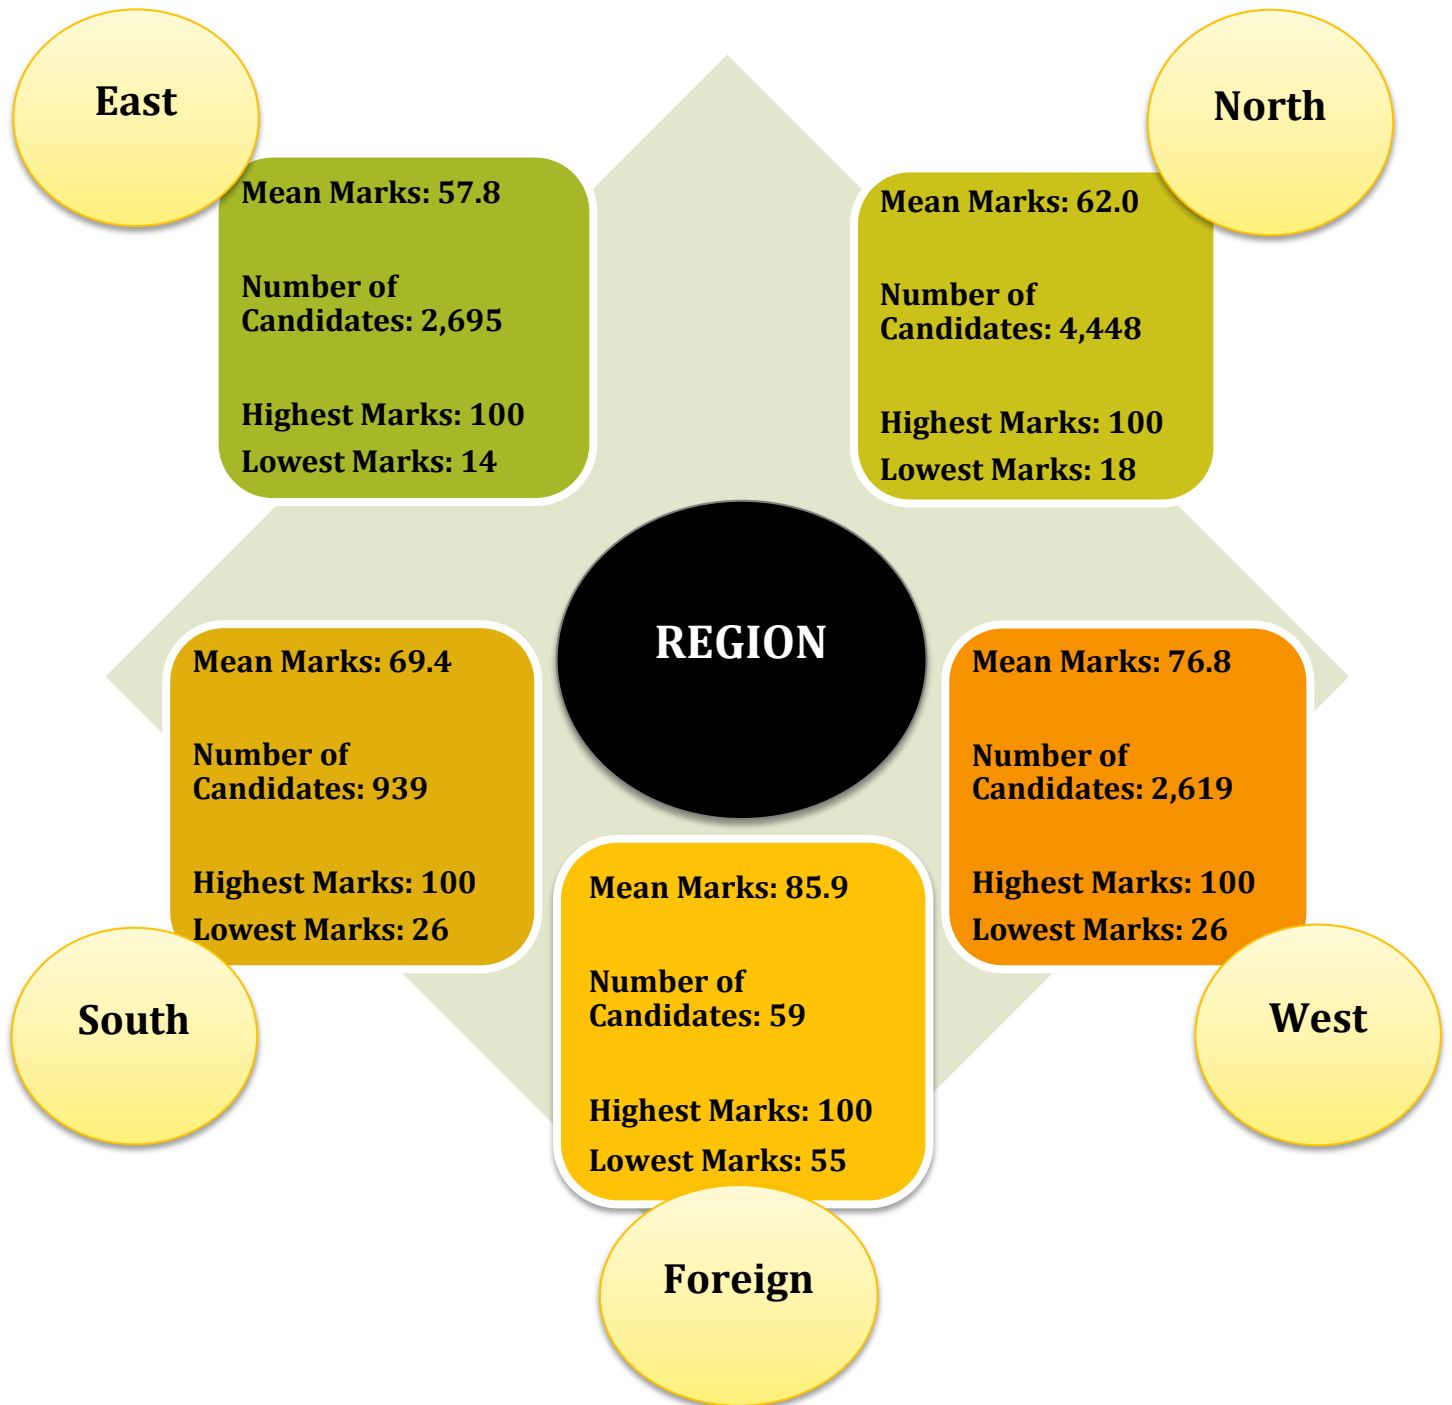 East
Mean Marks: 57.8
Number of
Candidates: 2,695
Highest Marks: 100
Lowest Marks: 14
North
Mean Marks: 62.0
Number of
Candidates: 4,448
Highest Marks: 100
Lowest Marks: 18
REGION
Mean Marks: 69.4
Number of
Candidates: 939
Highest Marks: 100
Lowest Marks: 26
South
Mean Marks: 85.9
Number of
Candidates: 59
Highest Marks: 100
Lowest Marks: 55
Foreign
Mean Marks: 76.8
Number of
Candidates: 2,619
Highest Marks: 100
Lowest Marks: 26
West